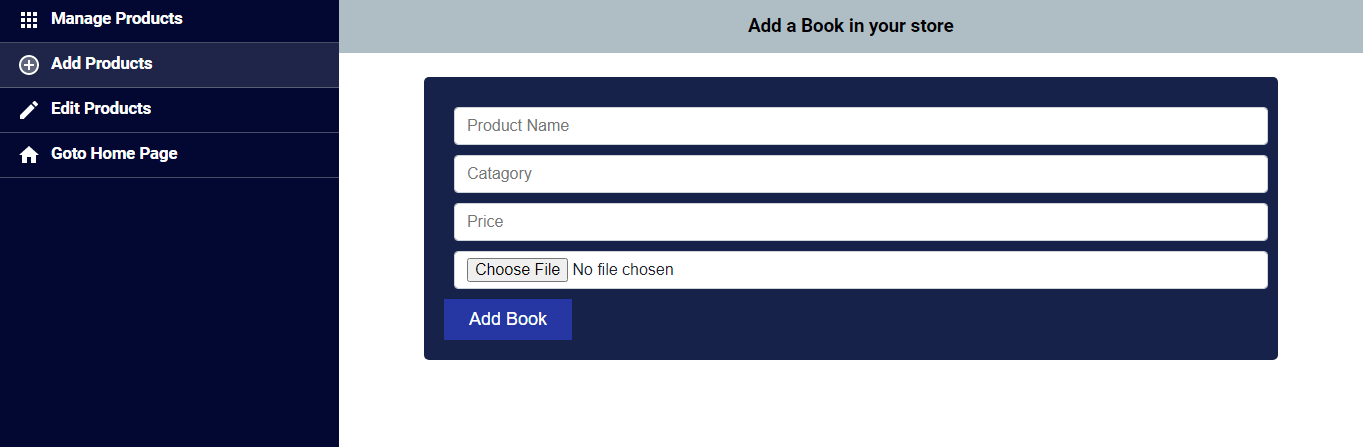 Manage Products
Add Products
Edit Products
Goto Home Page
Add a Book in your store
Product Name
Catagory
Price
Choose File No file chosen
Add Book